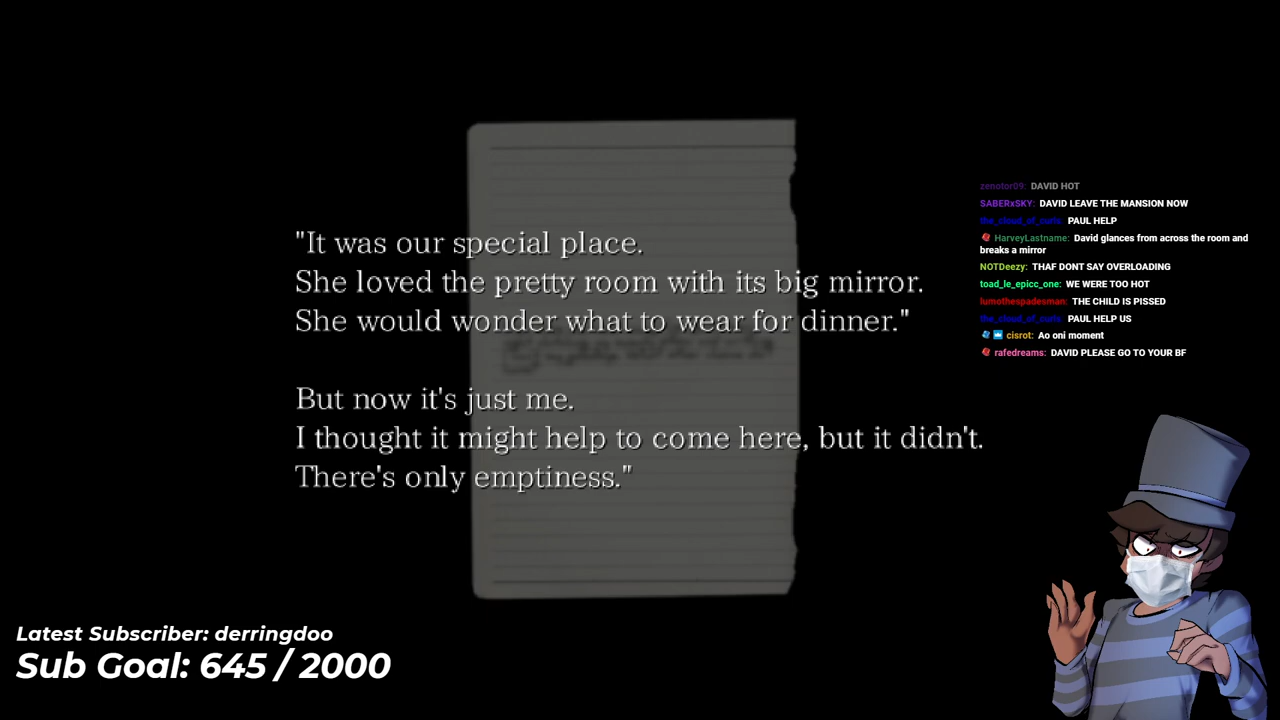 "It was our special place.
She loved the pretty room with its big mirror.
She would wonder what to wear for dinner."
But now it's just me.
I thought it might help to come here, but it didn't.
There's only emptiness."
zenotor09: DAVID HOT
SABERxSKY: DAVID LEAVE THE MANSION NOW
the_cloud_of_curls: PAUL HELP
HarveyLastname: David glances from across the room and
breaks a mirror
NOTDeezy: THAF DONT SAY OVERLOADING
toad_le_epicc_one: WE WERE TOO HOT
lumothespadesman: THE CHILD IS PISSED
the_cloud_of_curls: PAUL HELP US
cisrot: Ao oni moment
rafedreams: DAVID PLEASE GO TO YOUR BF
Latest Subscriber: derringdoo
Sub Goal: 645 / 2000